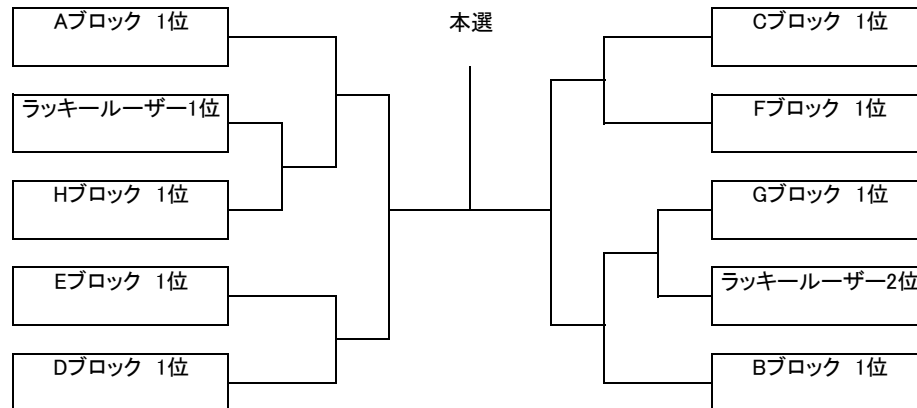 本選
Aブロック 1位
ラッキールーザー1位
Hブロック 1位
Eブロック 1位
Dブロック 1位
Cブロック 1位
Fブロック 1位
Gブロック 1位
ラッキールーザー2位
Bブロック 1位